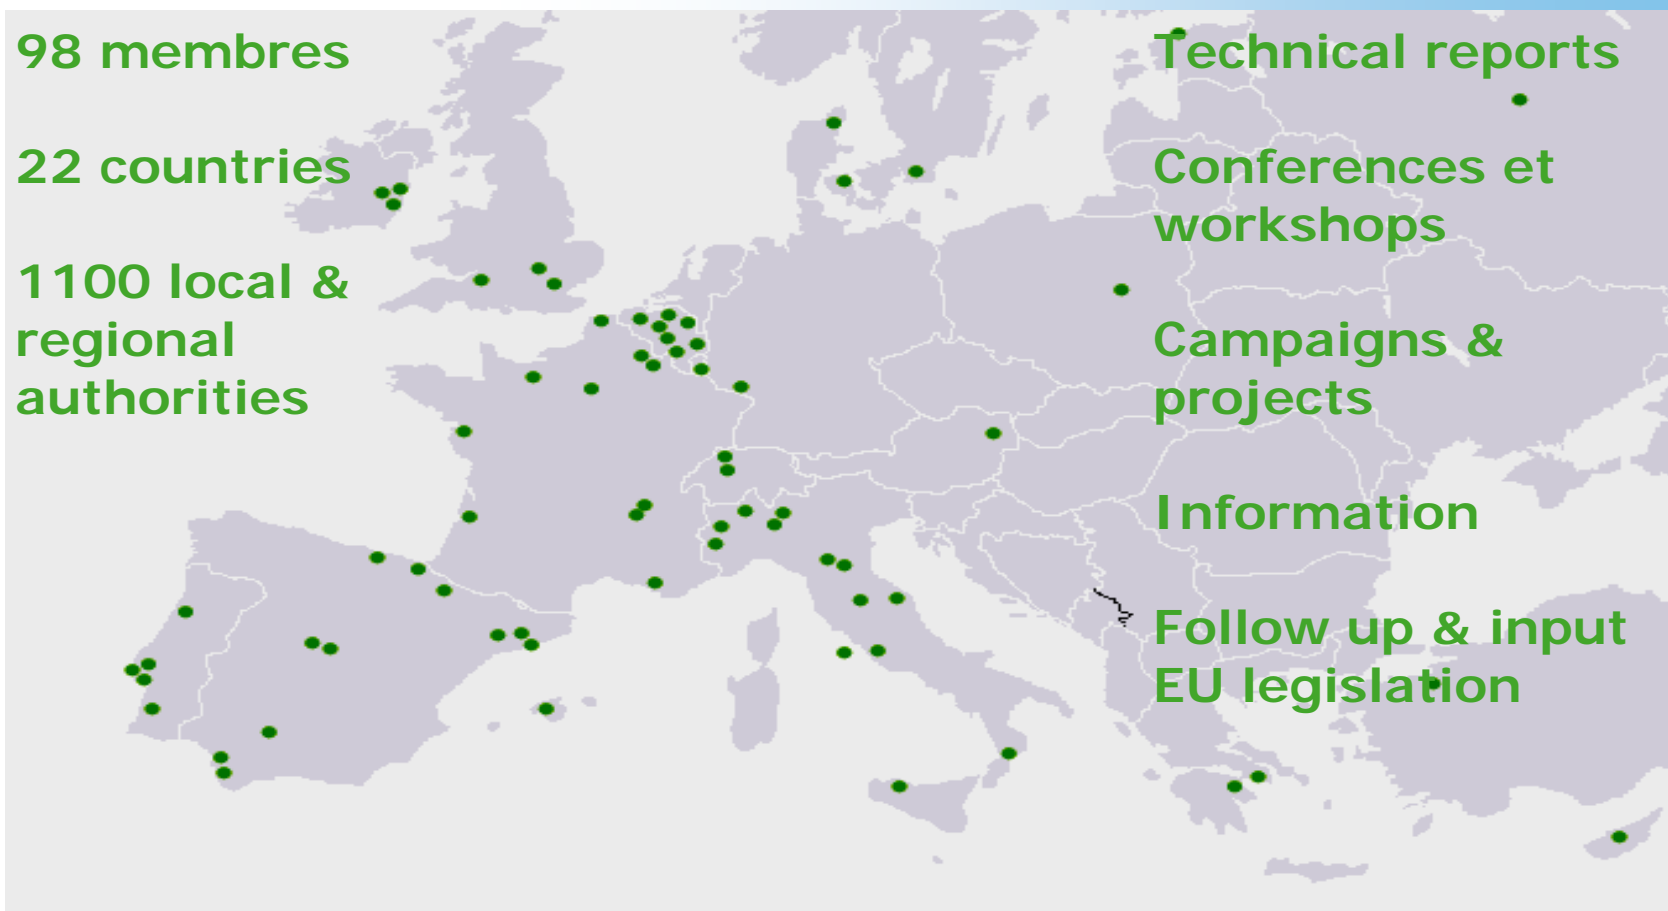 98 membres
22 countries
1100 local &
regional
authorities
Technical reports
Conferences et
workshops
Campaigns &
projects
Information
Follow up & input
EU legislation